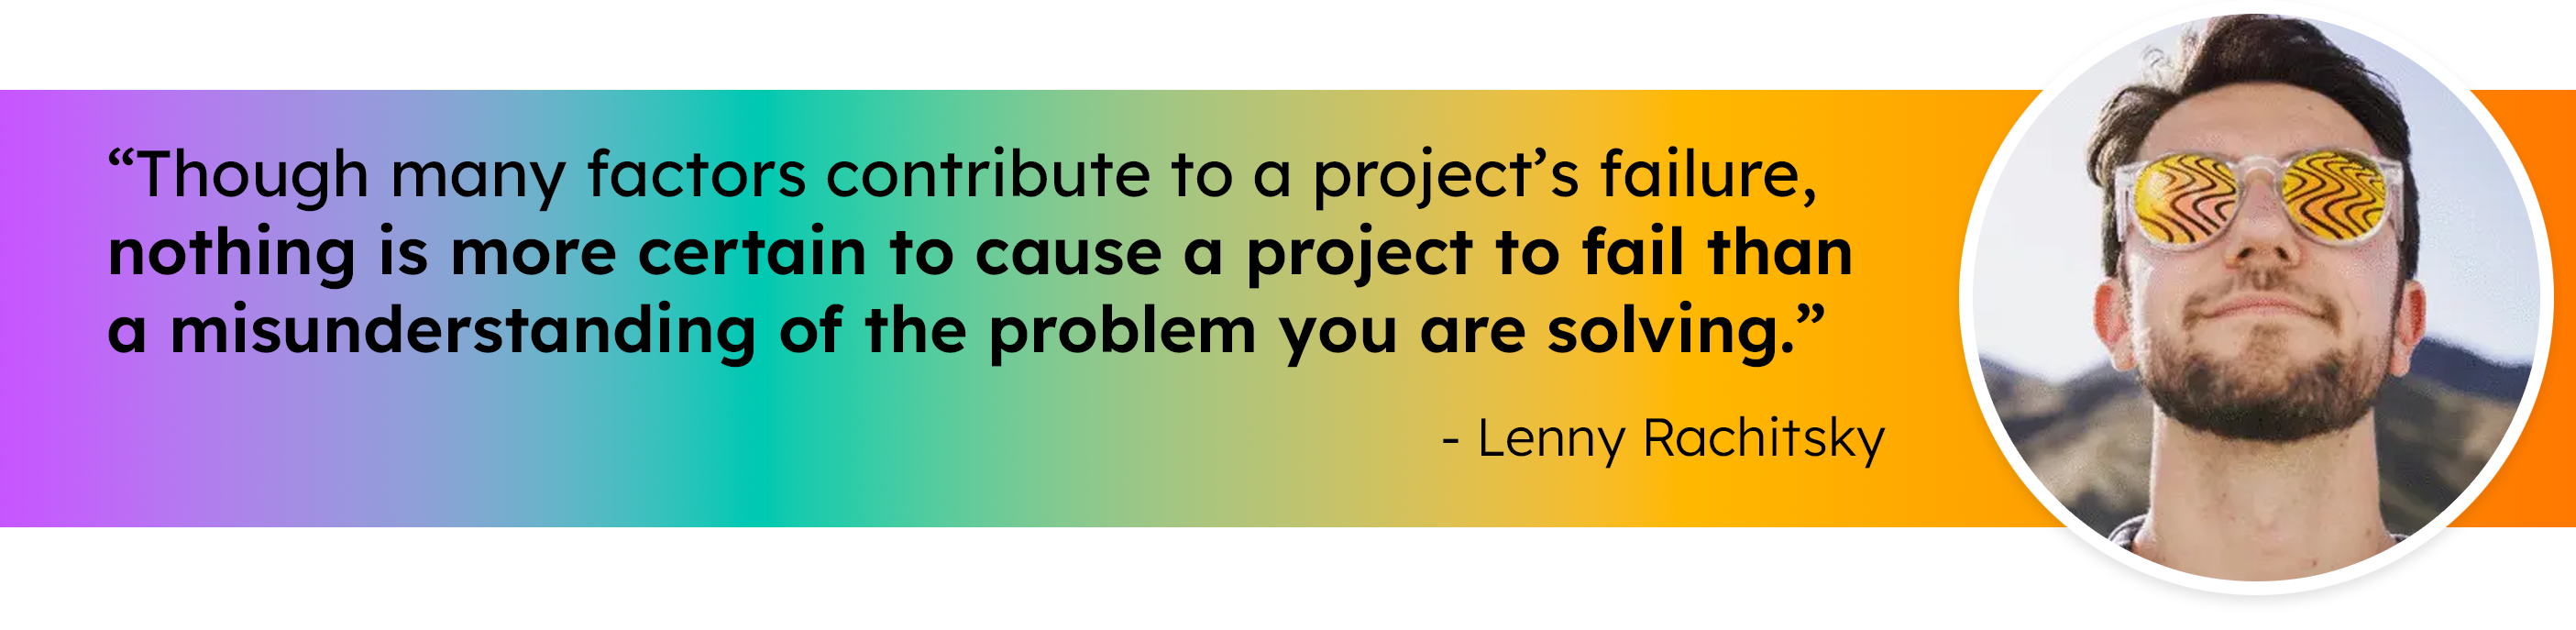 “Though many factors contribute to a project’s failure,
nothing is more certain to cause a project to fail than
a misunderstanding of the problem you are solving.”
- Lenny Rachitsky